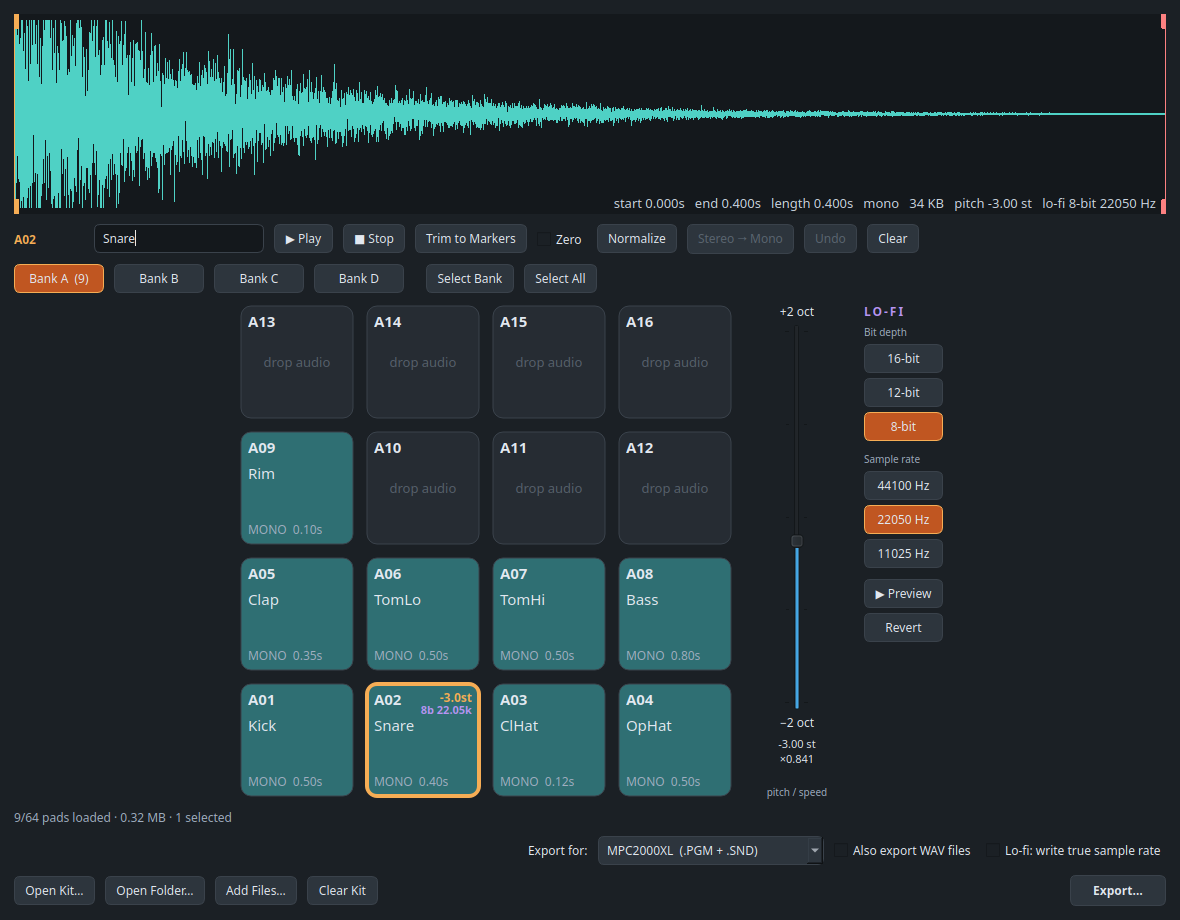 start 0.000s end 0.400s length 0.400s mono 34 KB pitch -3.00 st lo-fi 8-bit 22050 Hz
A02 Snare ▶ Play ■ Stop Trim to Markers Zero Normalize Stereo → Mono Undo Clear
Bank A (9) Bank B Bank C Bank D Select Bank Select All
A13 A14 A15 A16
drop audio drop audio drop audio drop audio
A09 A10 A11 A12
Rim
drop audio drop audio drop audio
MONO 0.10s
A05 A06 A07 A08
Clap TomLo TomHi Bass
MONO 0.35s MONO 0.50s MONO 0.50s MONO 0.80s
A01 A02 -3.0st A03 A04
8b 22.05k
Kick Snare ClHat OpHat
MONO 0.50s MONO 0.40s MONO 0.12s MONO 0.50s
+2 oct
−2 oct
-3.00 st
×0.841
pitch / speed
LO-FI
Bit depth
16-bit
12-bit
8-bit
Sample rate
44100 Hz
22050 Hz
11025 Hz
▶ Preview
Revert
9/64 pads loaded · 0.32 MB · 1 selected
Export for: MPC2000XL (.PGM + .SND) Also export WAV files Lo-fi: write true sample rate
Open Kit... Open Folder... Add Files... Clear Kit Export...